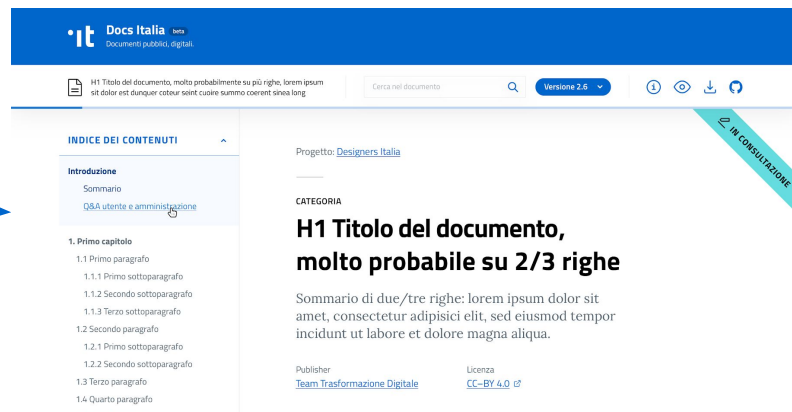 Docs Italia beta
Documenti pubblici, digitali.
H1 Titolo del documento, molto probabilmente su più righe, lorem ipsum
sit dolor est dunquer coteur seint cuoire summo coerent sinea long
Cerca nel documento
Versione 2.6
IN CONSULTAZIONE
INDICE DEI CONTENUTI
Introduzione
Sommario
Q&A utente e amministrazione
1. Primo capitolo
1.1 Primo paragrafo
1.1.1 Primo sottoparagrafo
1.1.2 Secondo sottoparagrafo
1.1.3 Terzo sottoparagrafo
1.2 Secondo paragrafo
1.2.1 Primo sottoparagrafo
1.2.2 Secondo sottoparagrafo
1.3 Terzo paragrafo
1.4 Quarto paragrafo
Progetto: Designers Italia
CATEGORIA
H1 Titolo del documento,
molto probabile su 2/3 righe
Sommario di due/tre righe: lorem ipsum dolor sit
amet, consectetur adipisici elit, sed eiusmod tempor
incidunt ut labore et dolore magna aliqua.
Publisher
Team Trasformazione Digitale
Licenza
CC–BY 4.0